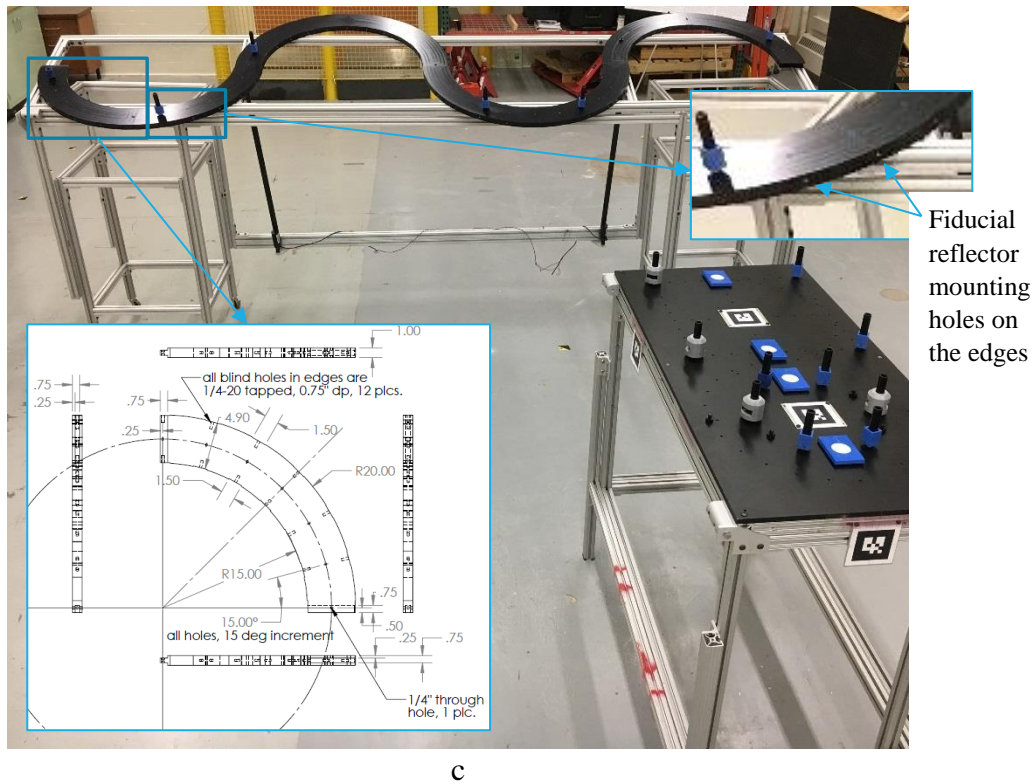 Fiducial
reflector
mounting
holes on
the edges
1.00
all blind holes in edges are
1/4-20 tapped, 0.75" dp, 12 plcs.
.75
.25
.75
4.90
1.50
.25
R20.00
1.50
R15.00
.75
15.00°
.50
all holes, 15 deg increment
.25
.75
1/4" through
hole, 1 plc.
c